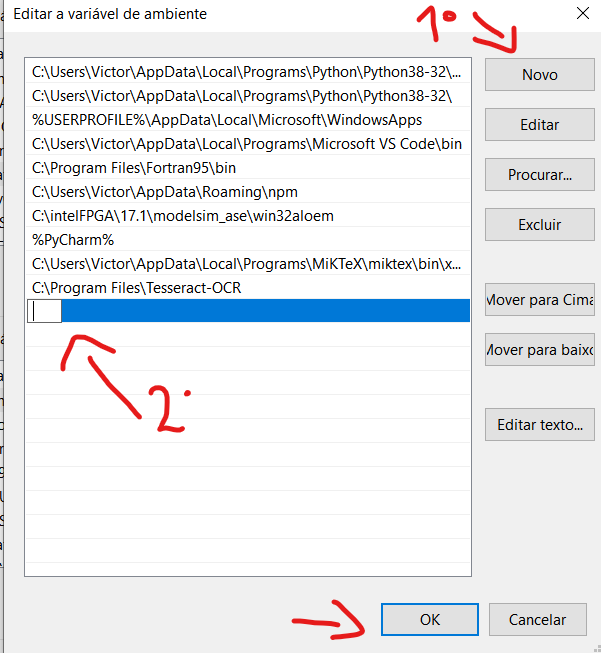 Editar a variável de ambiente
1º
C:\Users\Victor\AppData\Local\Programs\Python\Python38-32\...
C:\Users\Victor\AppData\Local\Programs\Python\Python38-32\
%USERPROFILE%\AppData\Local\Microsoft\WindowsApps
C:\Users\Victor\AppData\Local\Programs\Microsoft VS Code\bin
C:\Program Files\Fortran95\bin
C:\Users\Victor\AppData\Roaming\npm
C:\intelFPGA\17.1\modelsim_ase\win32aloem
%PyCharm%
C:\Users\Victor\AppData\Local\Programs\MiKTeX\miktex\bin\x...
C:\Program Files\Tesseract-OCR
2·
Novo
Editar
Procurar...
Excluir
Mover para Cima
Mover para baixo
Editar texto...
OK
Cancelar